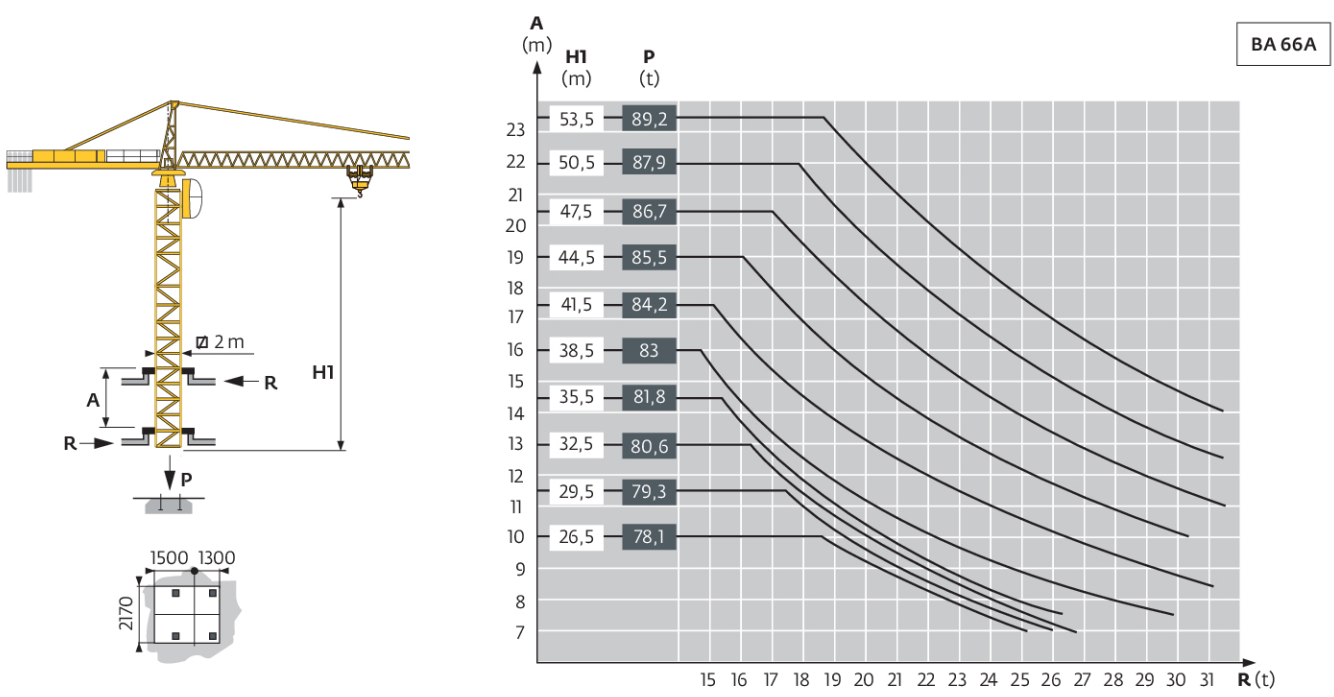 A
(m)
BA 66A
H1
(m)
P
(t)
53,5 89,2
23
22 50,5 87,9
21
47,5 86,7
20
19 44,5 85,5
18
41,5 84,2
17
16 38,5 83
15
35,5 81,8
14
13 32,5 80,6
12
29,5 79,3
11
10 26,5 78,1
9
8
7
15 16 17 18 19 20 21 22 23 24 25 26 27 28 29 30 31 R (t)
2 m
H1
R
A
R
P
1500 1300
2170